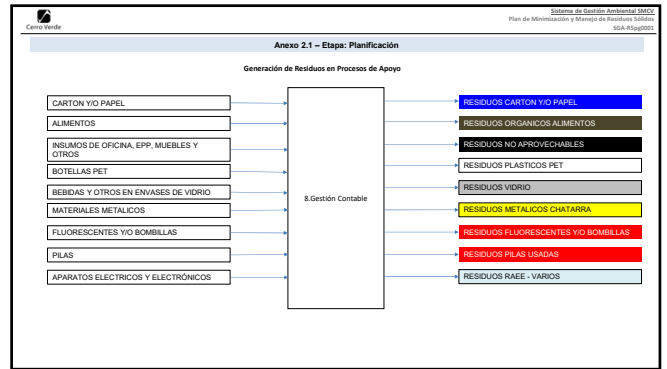 Cerro Verde
Sistema de Gestión Ambiental SMCV
Plan de Minimización y Manejo de Residuos Sólidos
SGA-RSpg0001
Anexo 2.1 – Etapa: Planificación
Generación de Residuos en Procesos de Apoyo
CARTON Y/O PAPEL
ALIMENTOS
INSUMOS DE OFICINA, EPP, MUEBLES Y
OTROS
BOTELLAS PET
BEBIDAS Y OTROS EN ENVASES DE VIDRIO
MATERIALES METALICOS
FLUORESCENTES Y/O BOMBILLAS
PILAS
APARATOS ELECTRICOS Y ELECTRÓNICOS
8.Gestión Contable
RESIDUOS CARTON Y/O PAPEL
RESIDUOS ORGANICOS ALIMENTOS
RESIDUOS NO APROVECHABLES
RESIDUOS PLASTICOS PET
RESIDUOS VIDRIO
RESIDUOS METALICOS CHATARRA
RESIDUOS FLUORESCENTES Y/O BOMBILLAS
RESIDUOS PILAS USADAS
RESIDUOS RAEE - VARIOS